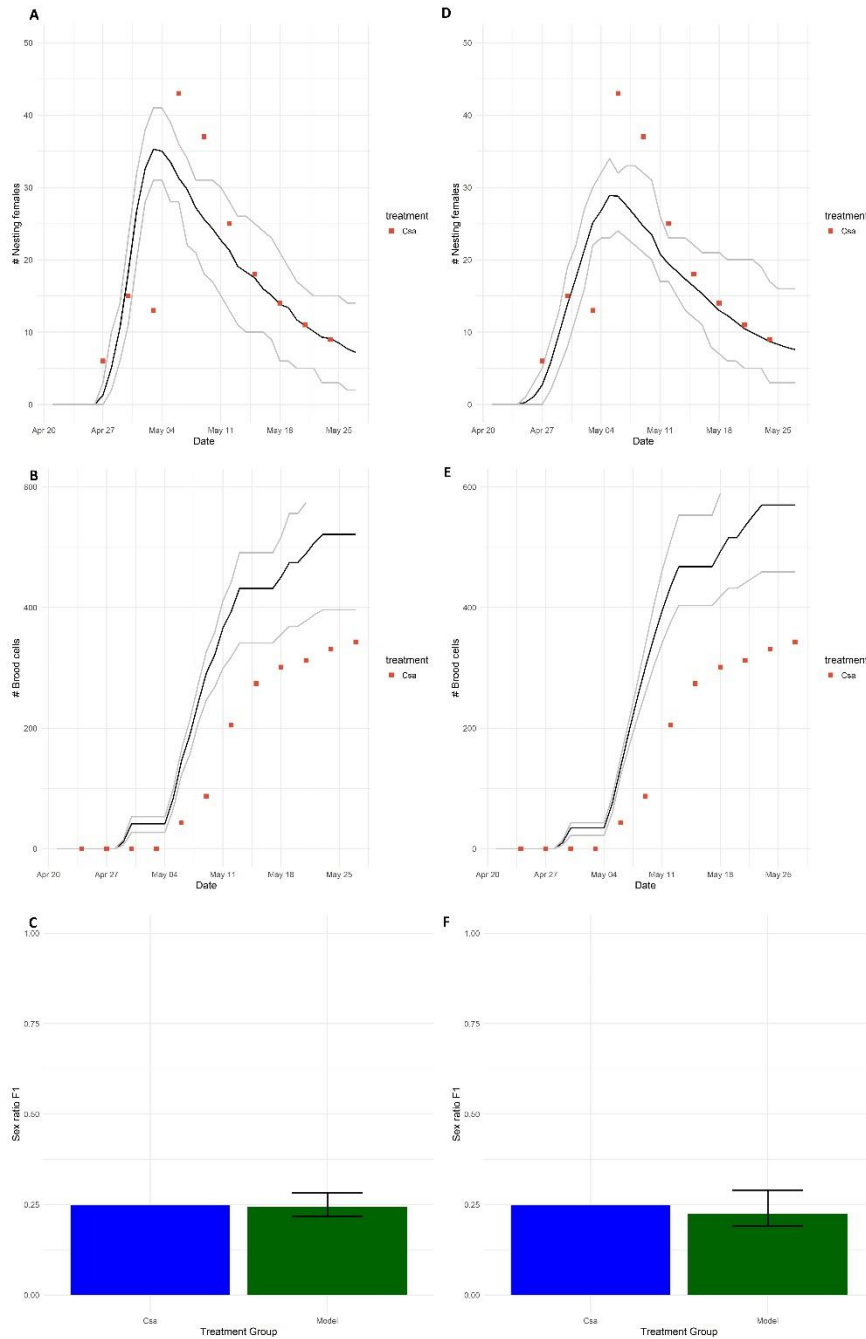 A
50
40
30
20
10
0
# Nesting females
Apr 20 Apr 27 May 04 May 11 May 18 May 25
Date
treatment
Csa
D
50
40
30
20
10
0
# Nesting females
Apr 20 Apr 27 May 04 May 11 May 18 May 25
Date
treatment
Csa
B
600
400
200
0
# Brood cells
Apr 20 Apr 27 May 04 May 11 May 18 May 25
Date
treatment
Csa
E
600
400
200
0
# Brood cells
Apr 20 Apr 27 May 04 May 11 May 18 May 25
Date
treatment
Csa
C
1.00
0.75
0.50
0.25
0.00
Sex ratio F1
Csa Model
Treatment Group
F
1.00
0.75
0.50
0.25
0.00
Sex ratio F1
Csa Model
Treatment Group